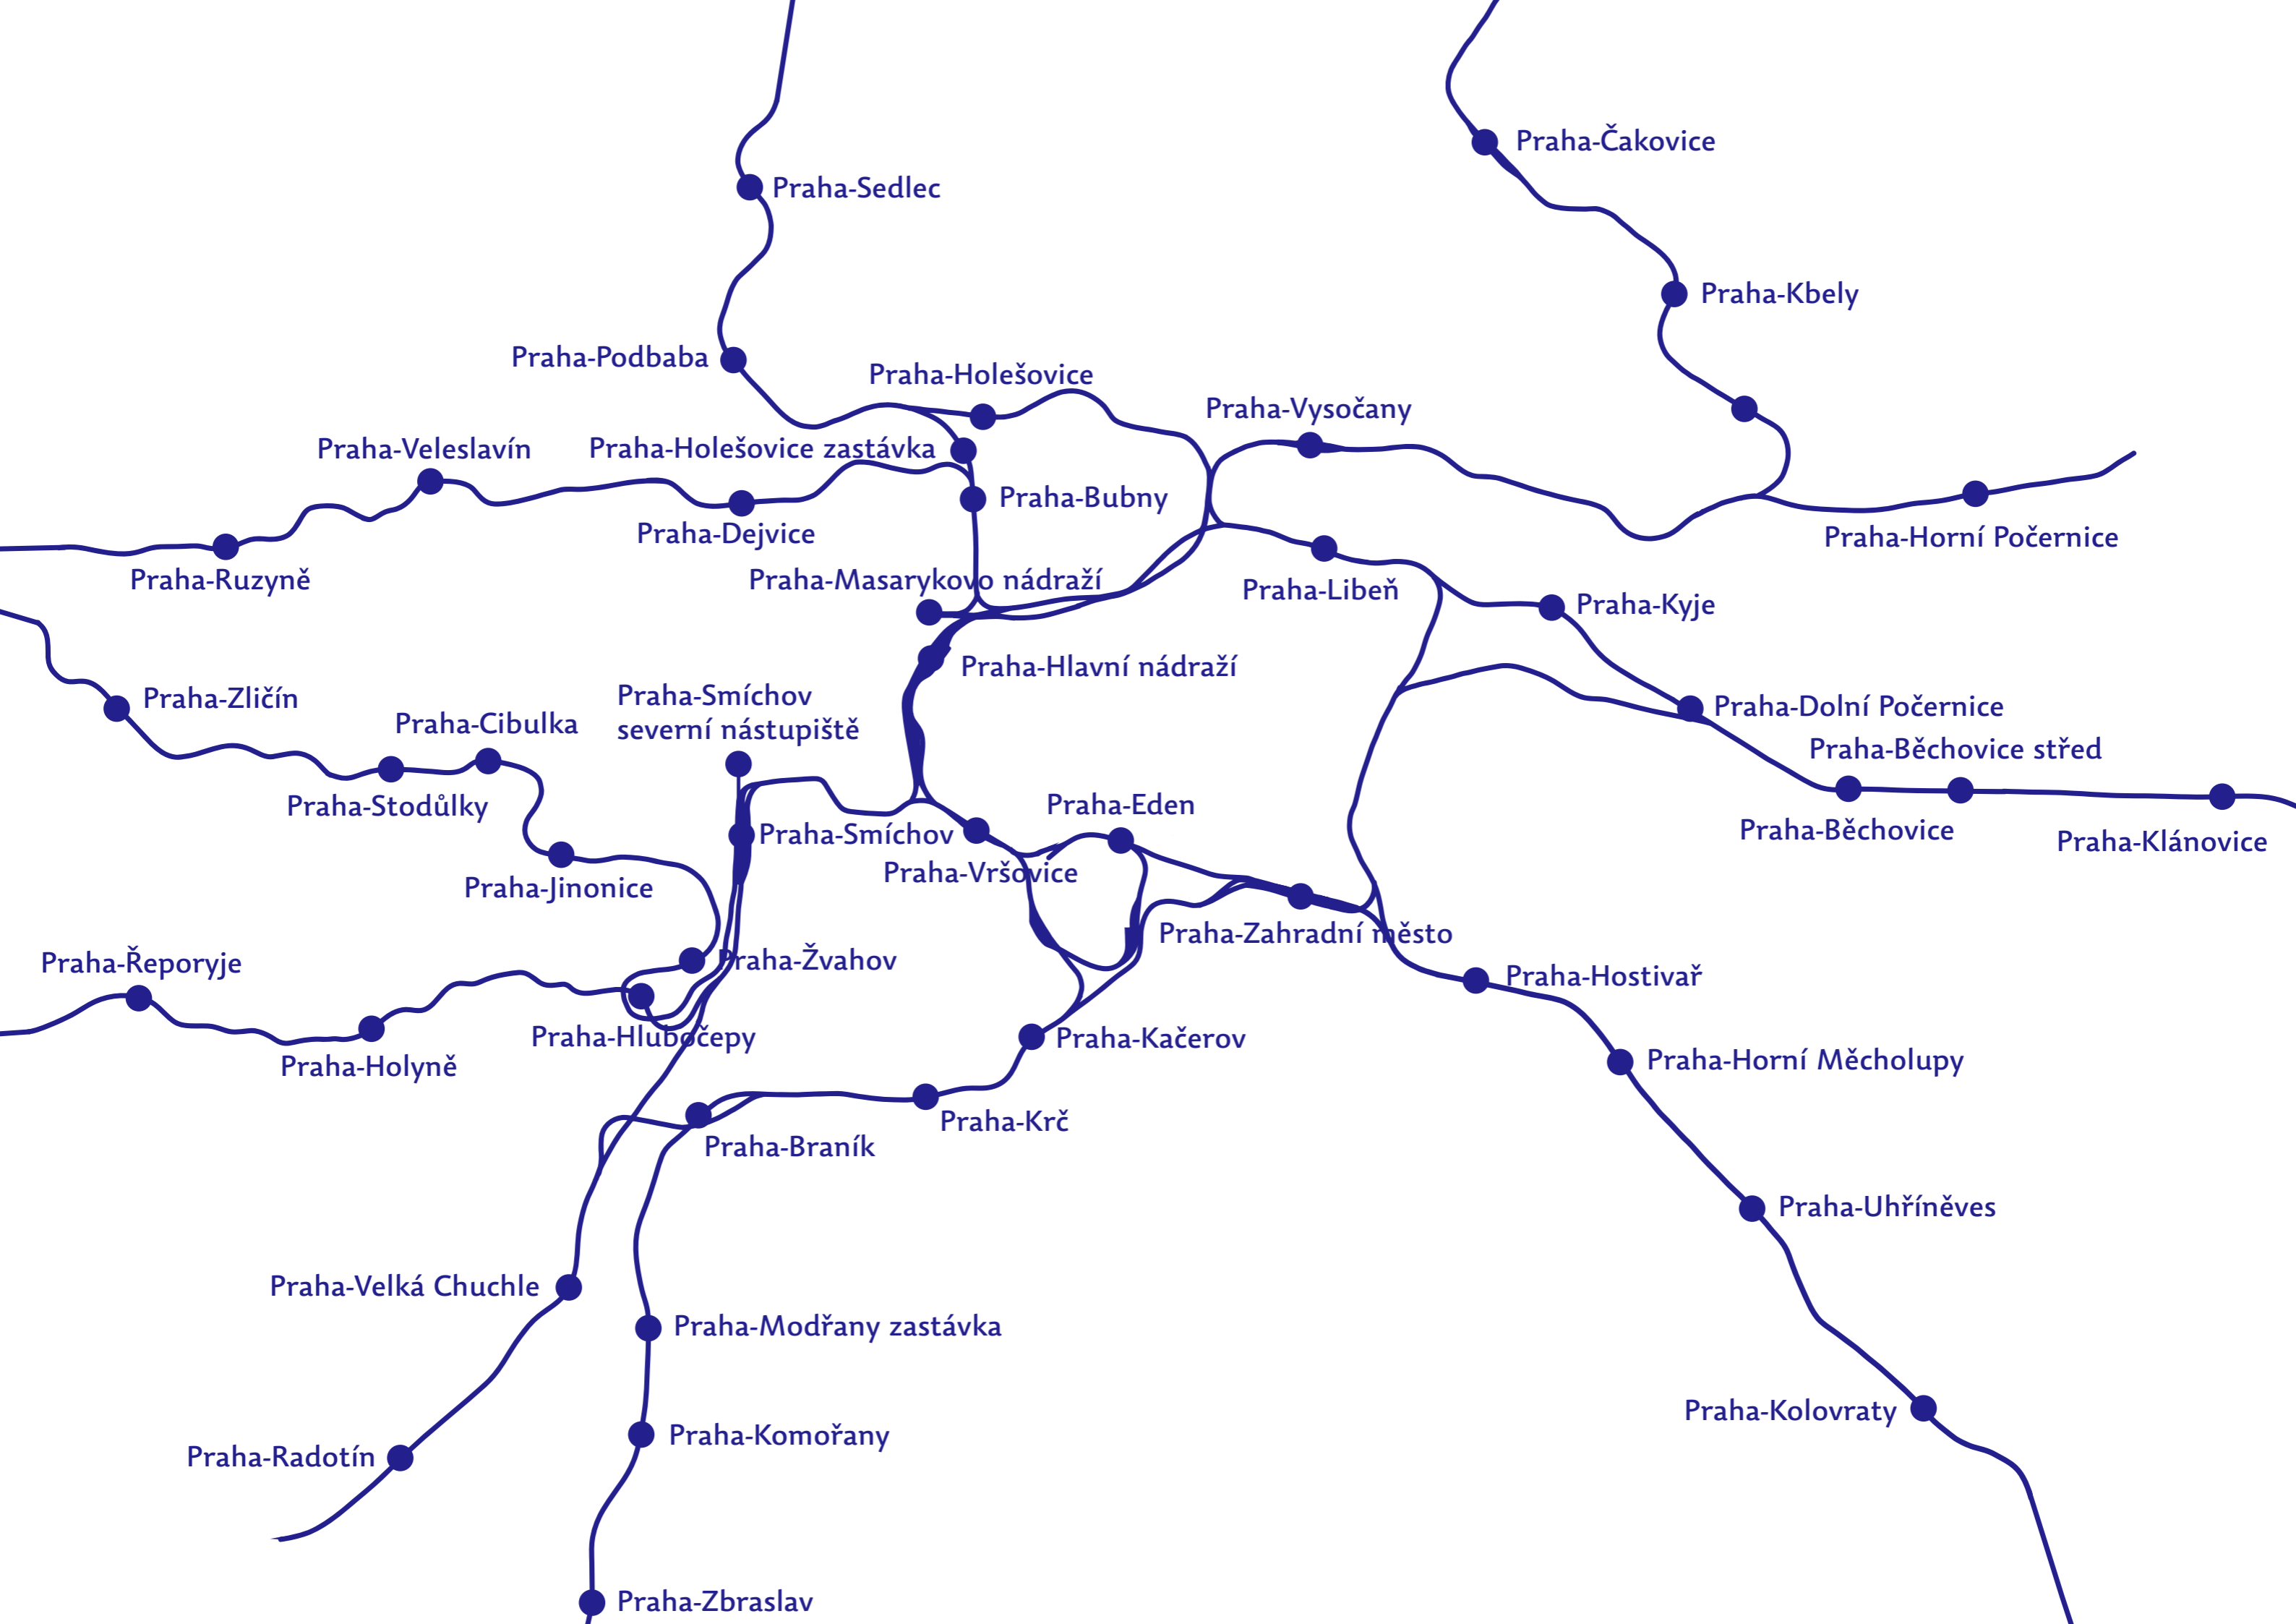 Praha-Čakovice
Praha-Sedlec
Praha-Kbely
Praha-Podbaba
Praha-Holešovice
Praha-Vysočany
Praha-Veleslavín
Praha-Holešovice zastávka
Praha-Bubny
Praha-Dejvice
Praha-Horní Počernice
Praha-Ruzyně
Praha-Masarykovo nádraží
Praha-Libeň
Praha-Kyje
Praha-Hlavní nádraží
Praha-Zličín
Praha-Smíchov
severní nástupiště
Praha-Dolní Počernice
Praha-Cibulka
Praha-Běchovice střed
Praha-Stodůlky
Praha-Eden
Praha-Smíchov
Praha-Běchovice
Praha-Klánovice
Praha-Vršovice
Praha-Jinonice
Praha-Zahradní město
Praha-Řeporyje
Praha-Žvahov
Praha-Hostivař
Praha-Hlubočepy
Praha-Kačerov
Praha-Holyně
Praha-Horní Měcholupy
Praha-Krč
Praha-Braník
Praha-Uhříněves
Praha-Velká Chuchle
Praha-Modřany zastávka
Praha-Kolovraty
Praha-Komořany
Praha-Radotín
Praha-Zbraslav